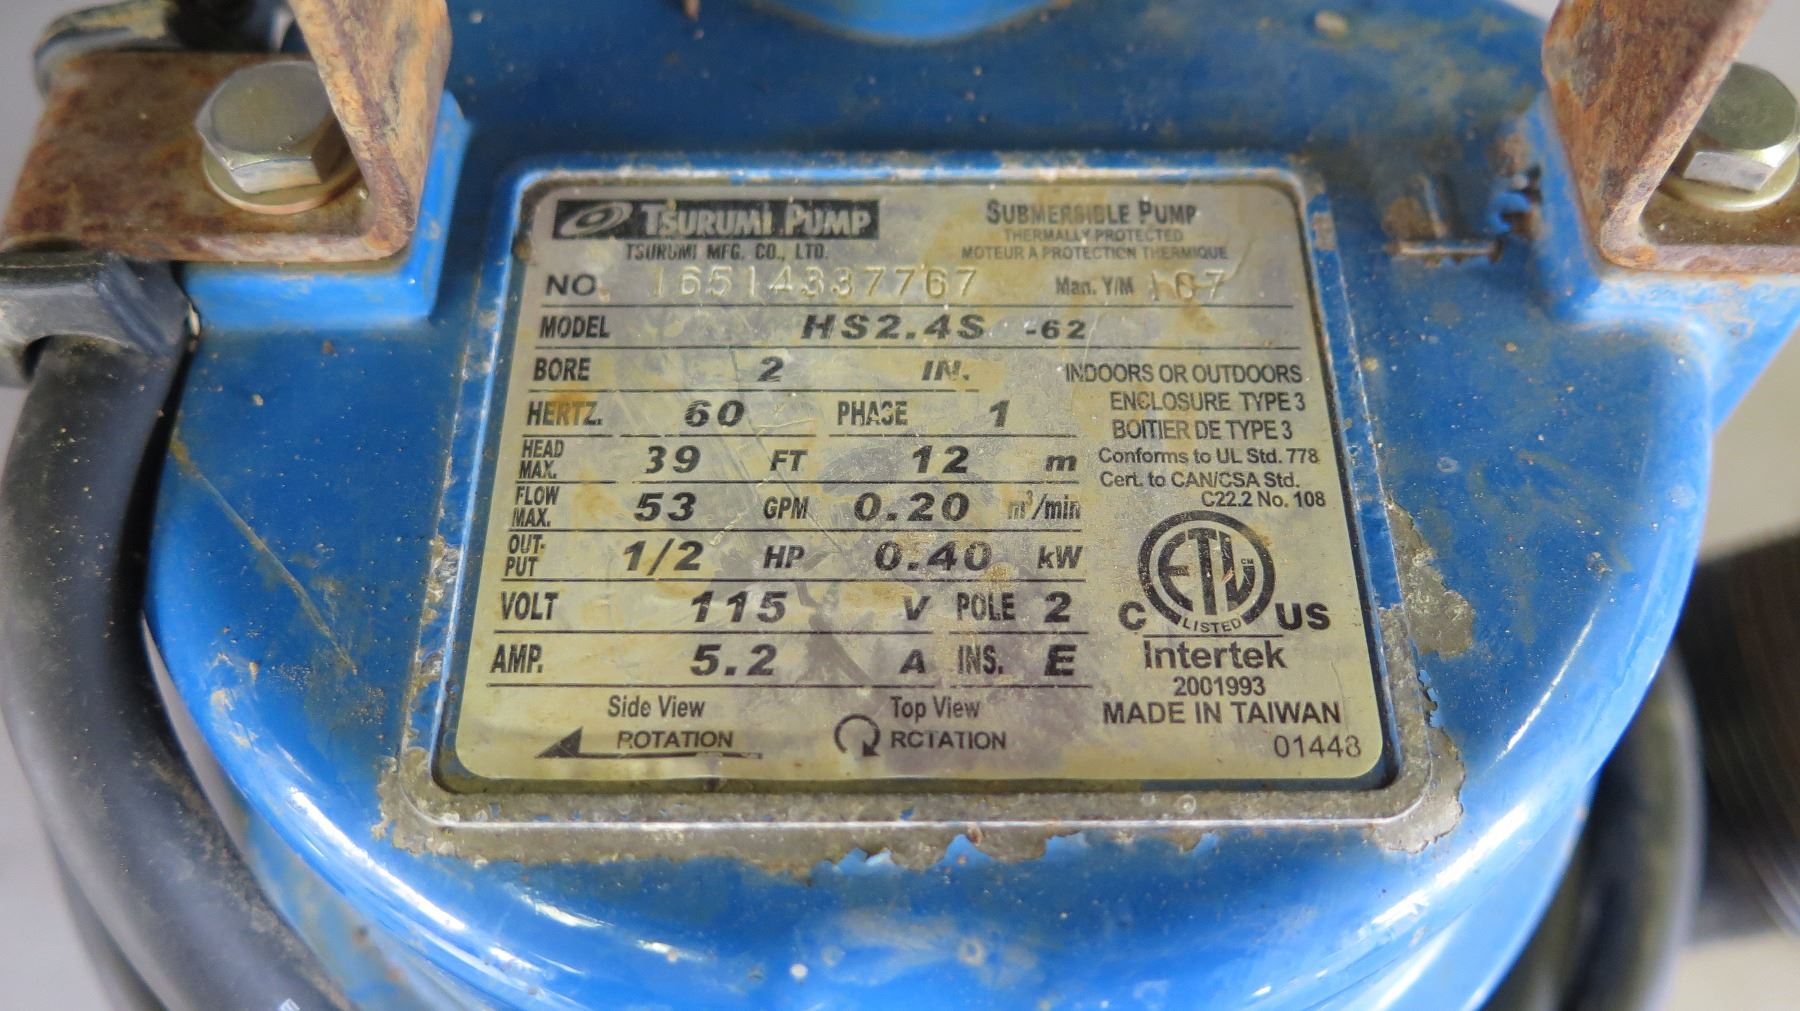 TSURUMI PUMP
TSURUMI MFG. CO., LTD.
SUBMERSIBLE PUMP
THERMALLY PROTECTED
MOTEUR A PROTECTION THERMIQUE
NO. 16514337767 Man. Y/M 167
MODEL HS2.4S -62
BORE 2 IN.
HERTZ. 60 PHASE 1
HEAD MAX. 39 FT 12 m
FLOW MAX. 53 GPM 0.20 m³/min
OUT-PUT 1/2 HP 0.40 kW
VOLT 115 V POLE 2
AMP. 5.2 A INS. E
Side View
ROTATION
Top View
ROTATION
INDOORS OR OUTDOORS
ENCLOSURE TYPE 3
BOITIER DE TYPE 3
Conforms to UL Std. 778
Cert. to CAN/CSA Std.
C22.2 No. 108
ETL CM
C LISTED US
Intertek
2001993
MADE IN TAIWAN
01448